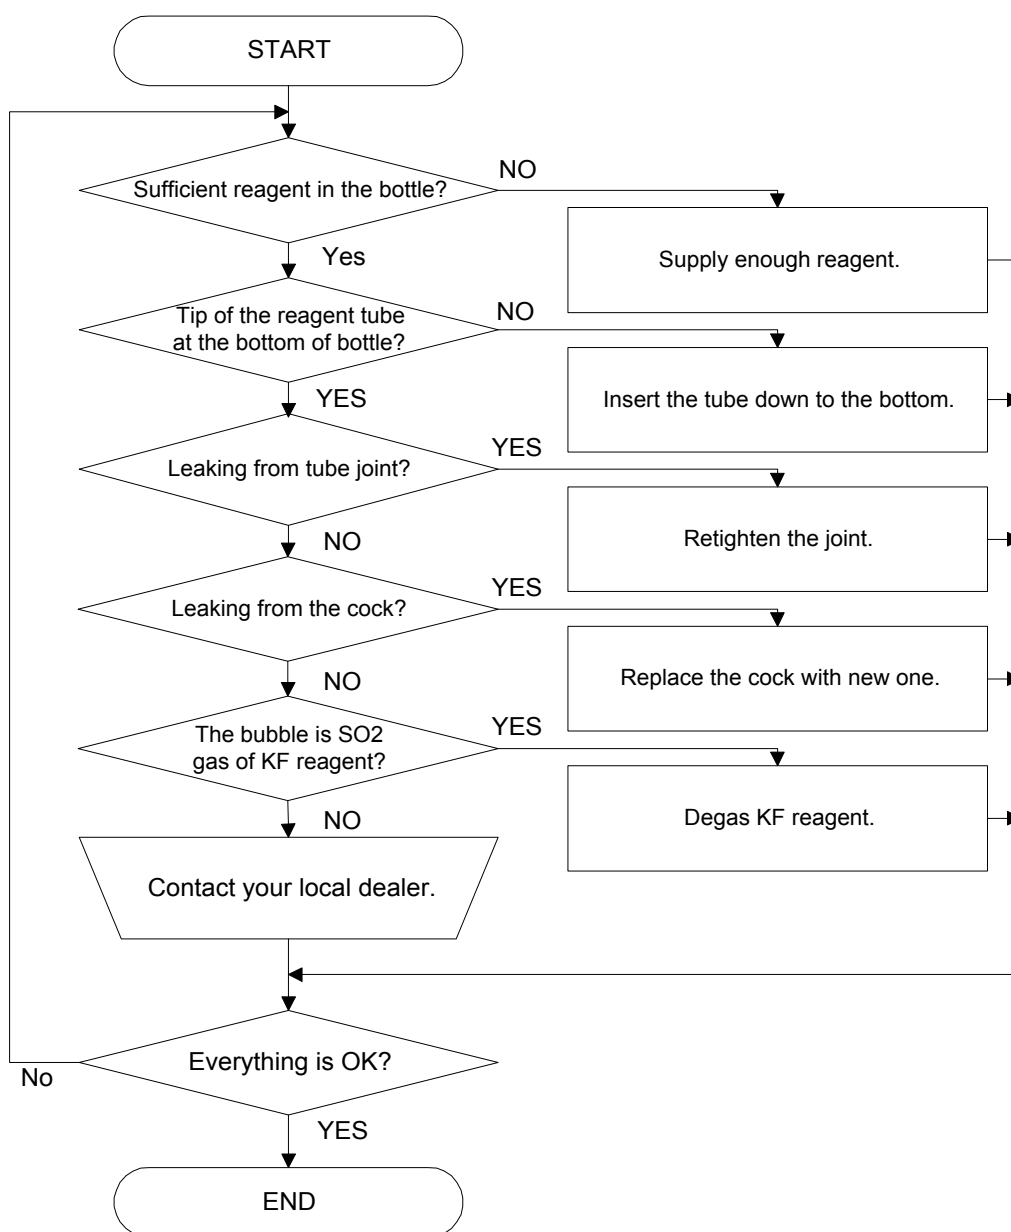 START
Sufficient reagent in the bottle?
NO
Supply enough reagent.
Yes
Tip of the reagent tube
at the bottom of bottle?
NO
Insert the tube down to the bottom.
YES
Leaking from tube joint?
YES
Retighten the joint.
NO
Leaking from the cock?
YES
Replace the cock with new one.
NO
The bubble is SO2
gas of KF reagent?
YES
Degas KF reagent.
NO
Contact your local dealer.
Everything is OK?
No
YES
END